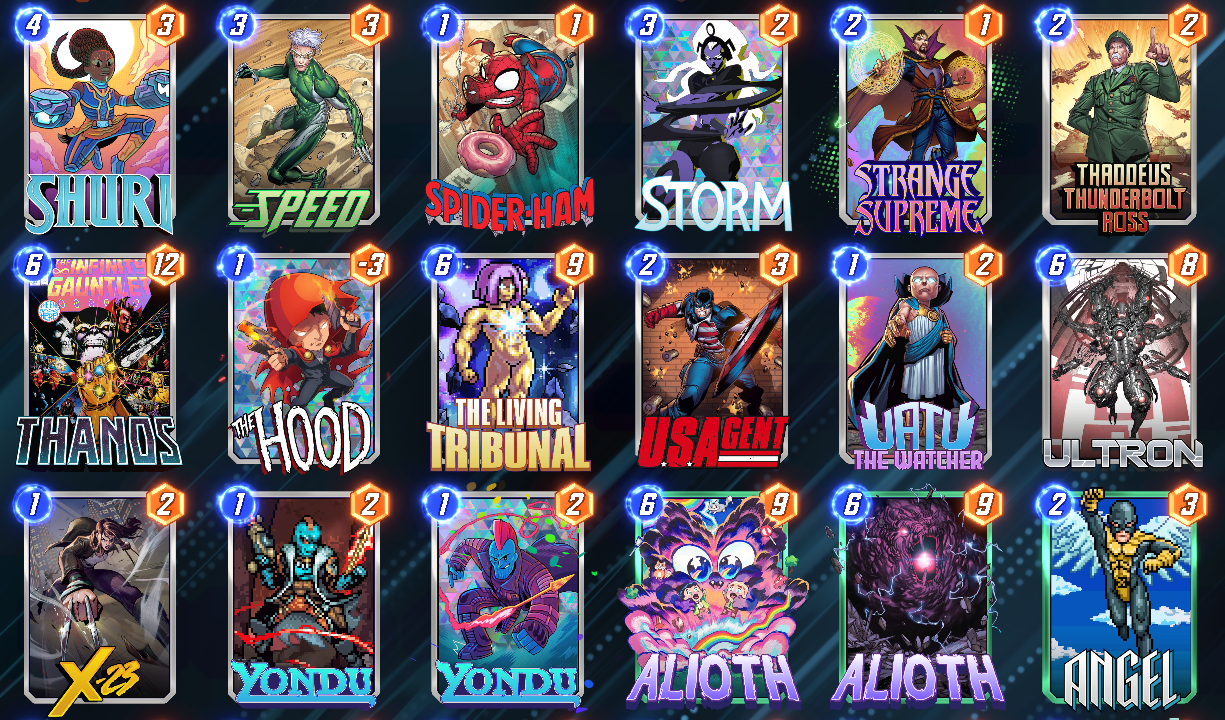 4 3
3 3
1 1
3 2
2 1
2 2
SHURI
SPEED
SPIDER-HAM
STORM
STRANGE
SUPREME
THADDEUS
THUNDERBOLT
ROSS
6 12
1 -3
6 9
2 3
1 2
6 8
THE INFINITY
GAUNTLET
THANOS
THE HOOD
THE LIVING
TRIBUNAL
USAGENT
UATU
THE WATCHER
ULTRON
1 2
1 2
1 2
6 9
6 9
2 3
X-23
YONDU
YONDU
ALIOTH
ALIOTH
ANGEL